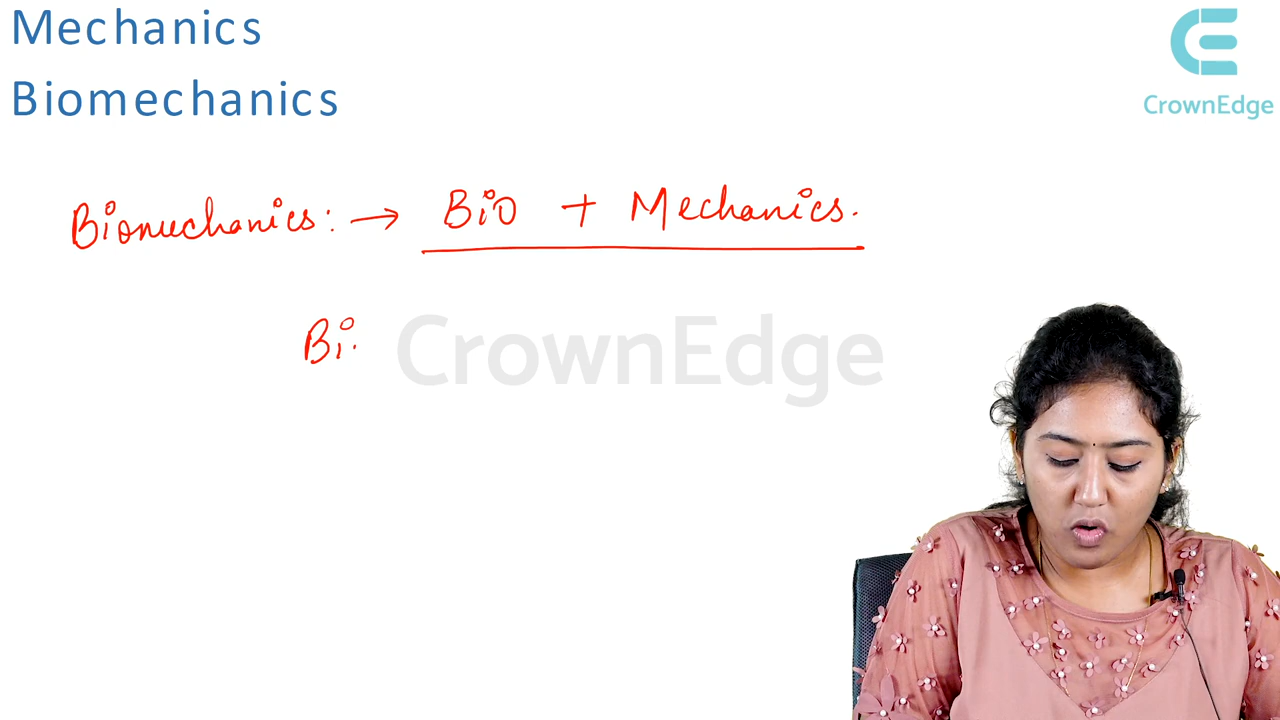 Mechanics
Biomechanics
CrownEdge
Biomechanics: → Bio + Mechanics.
Bi
CrownEdge